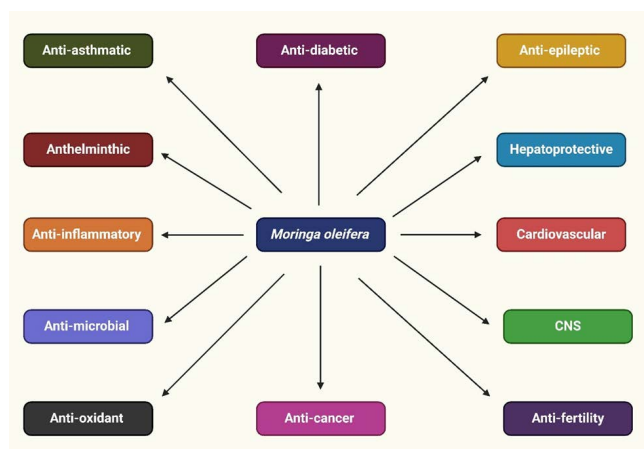 Anti-asthmatic
Anti-diabetic
Anti-epileptic
Anthelminthic
Hepatoprotective
Anti-inflammatory
Moringa oleifera
Cardiovascular
Anti-microbial
CNS
Anti-oxidant
Anti-cancer
Anti-fertility